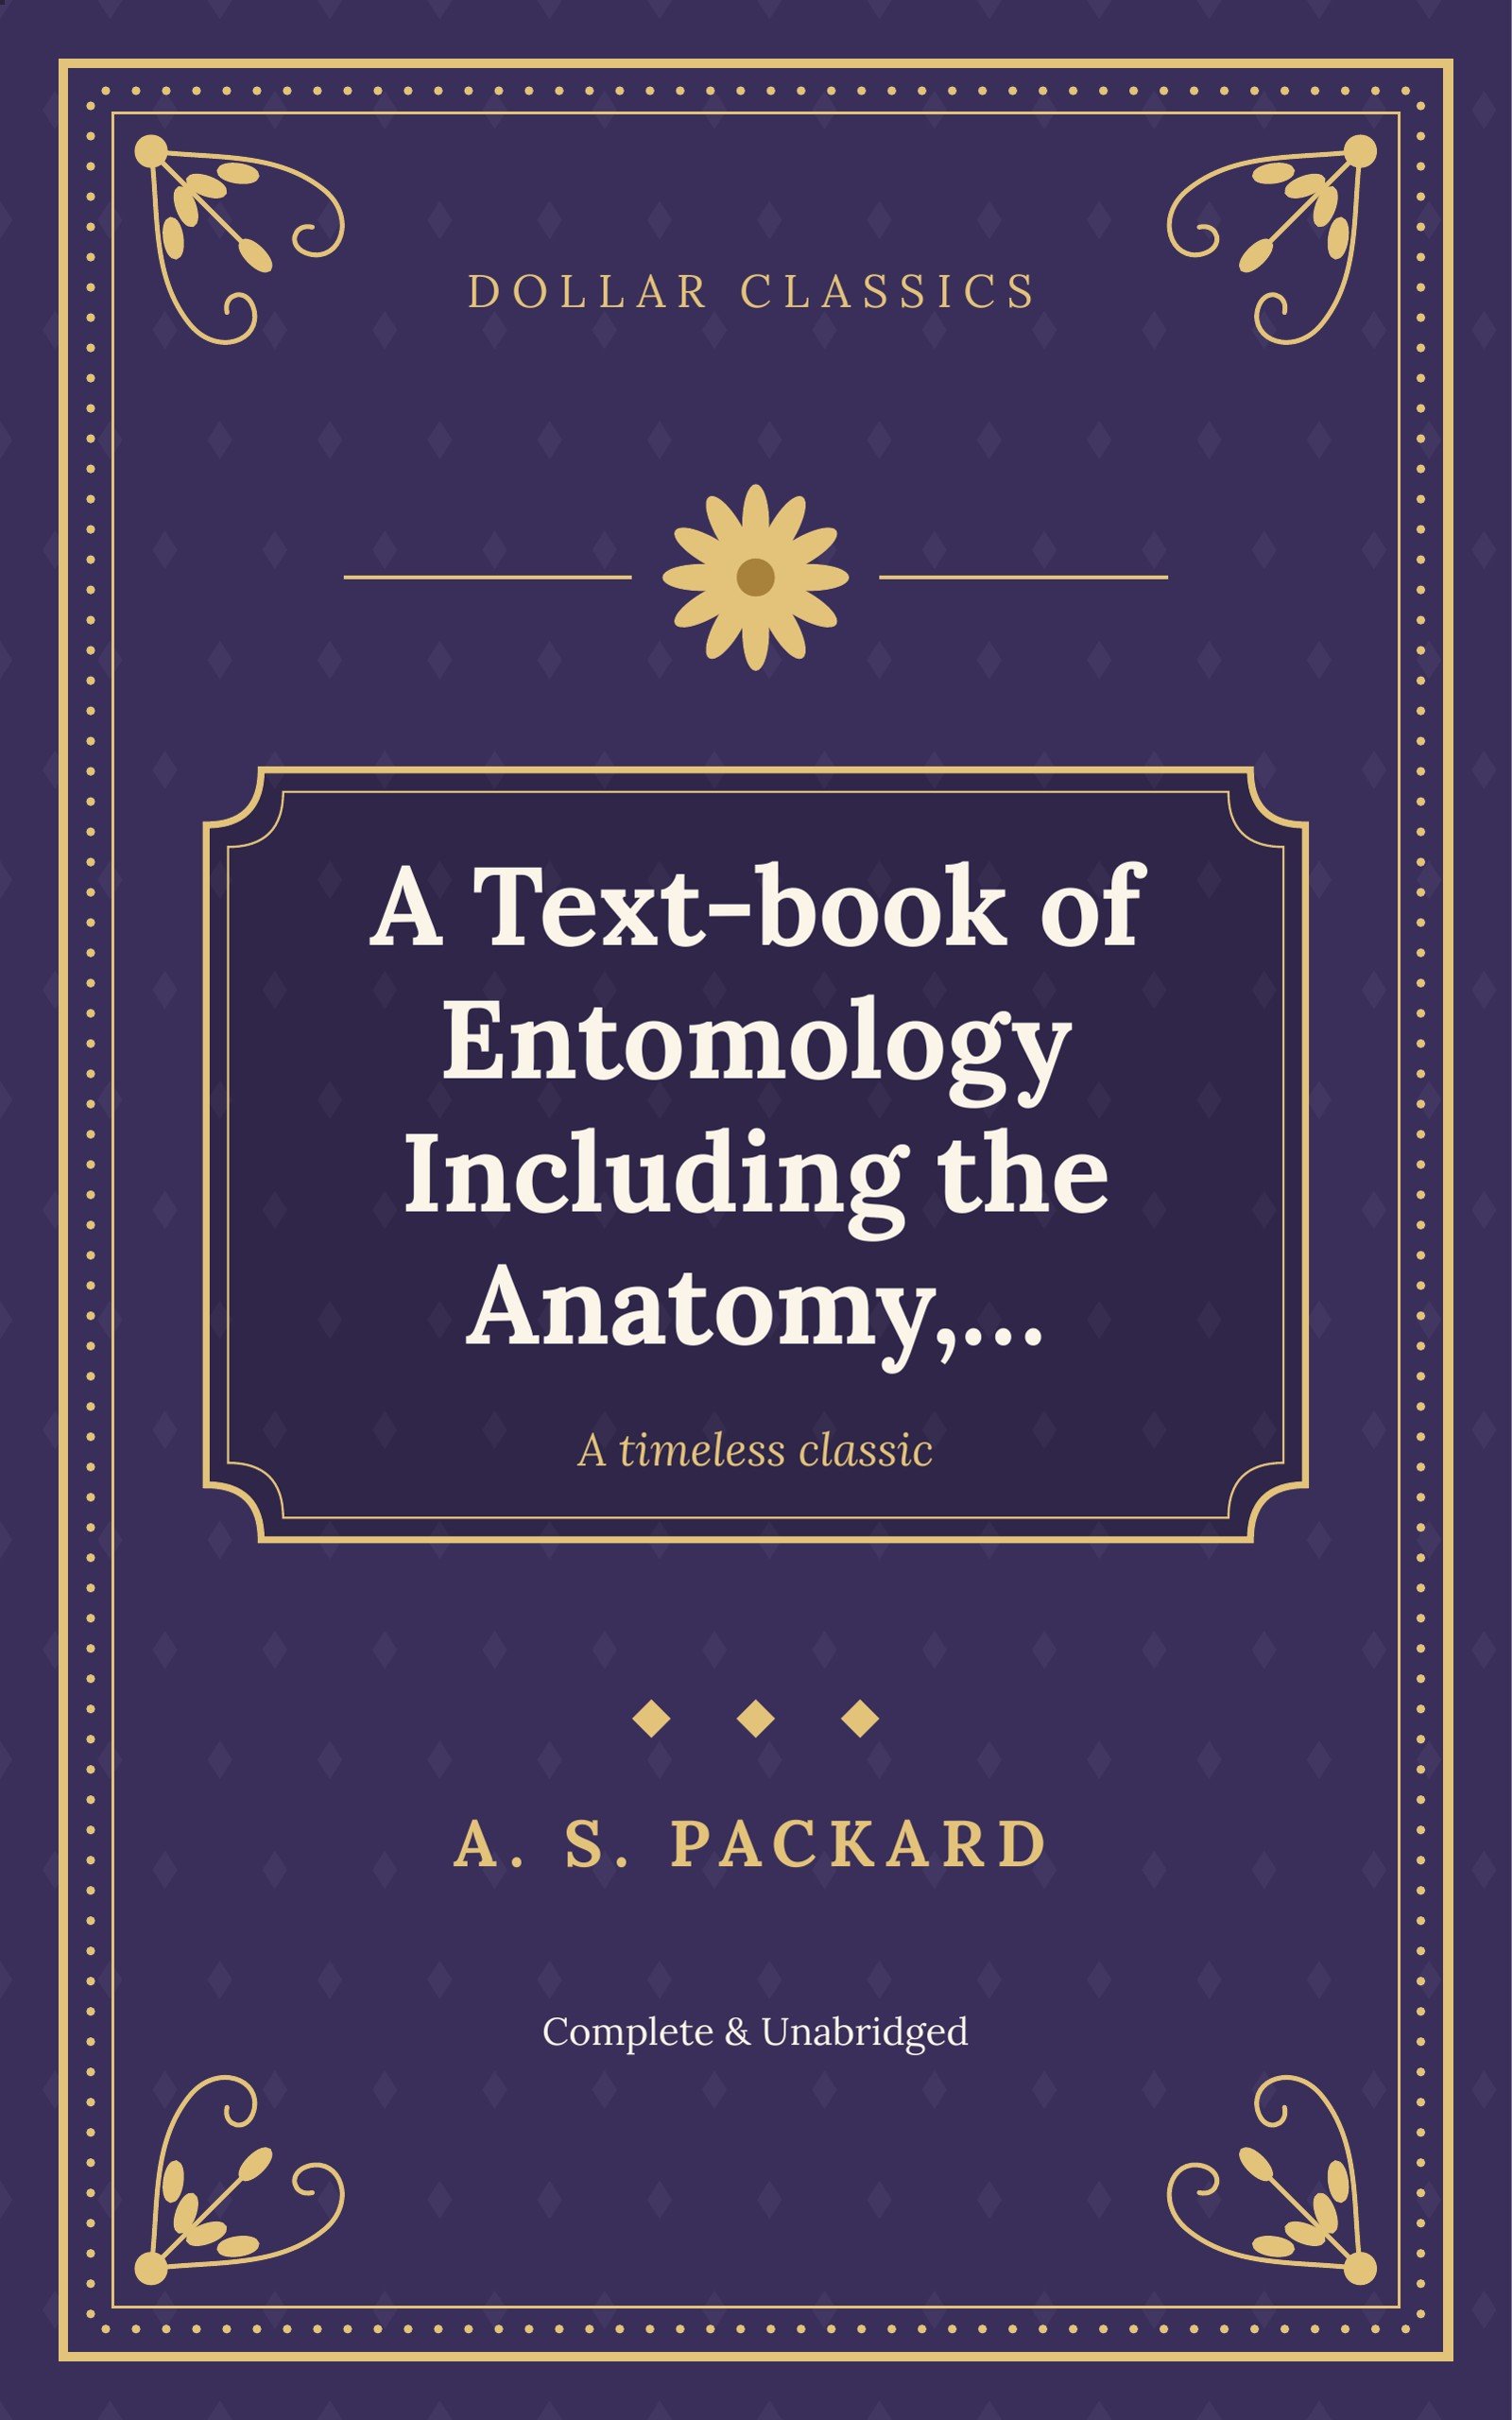 DOLLAR CLASSICS
A Text-book of
Entomology
Including the
Anatomy,...
A timeless classic
A. S. PACKARD
Complete & Unabridged